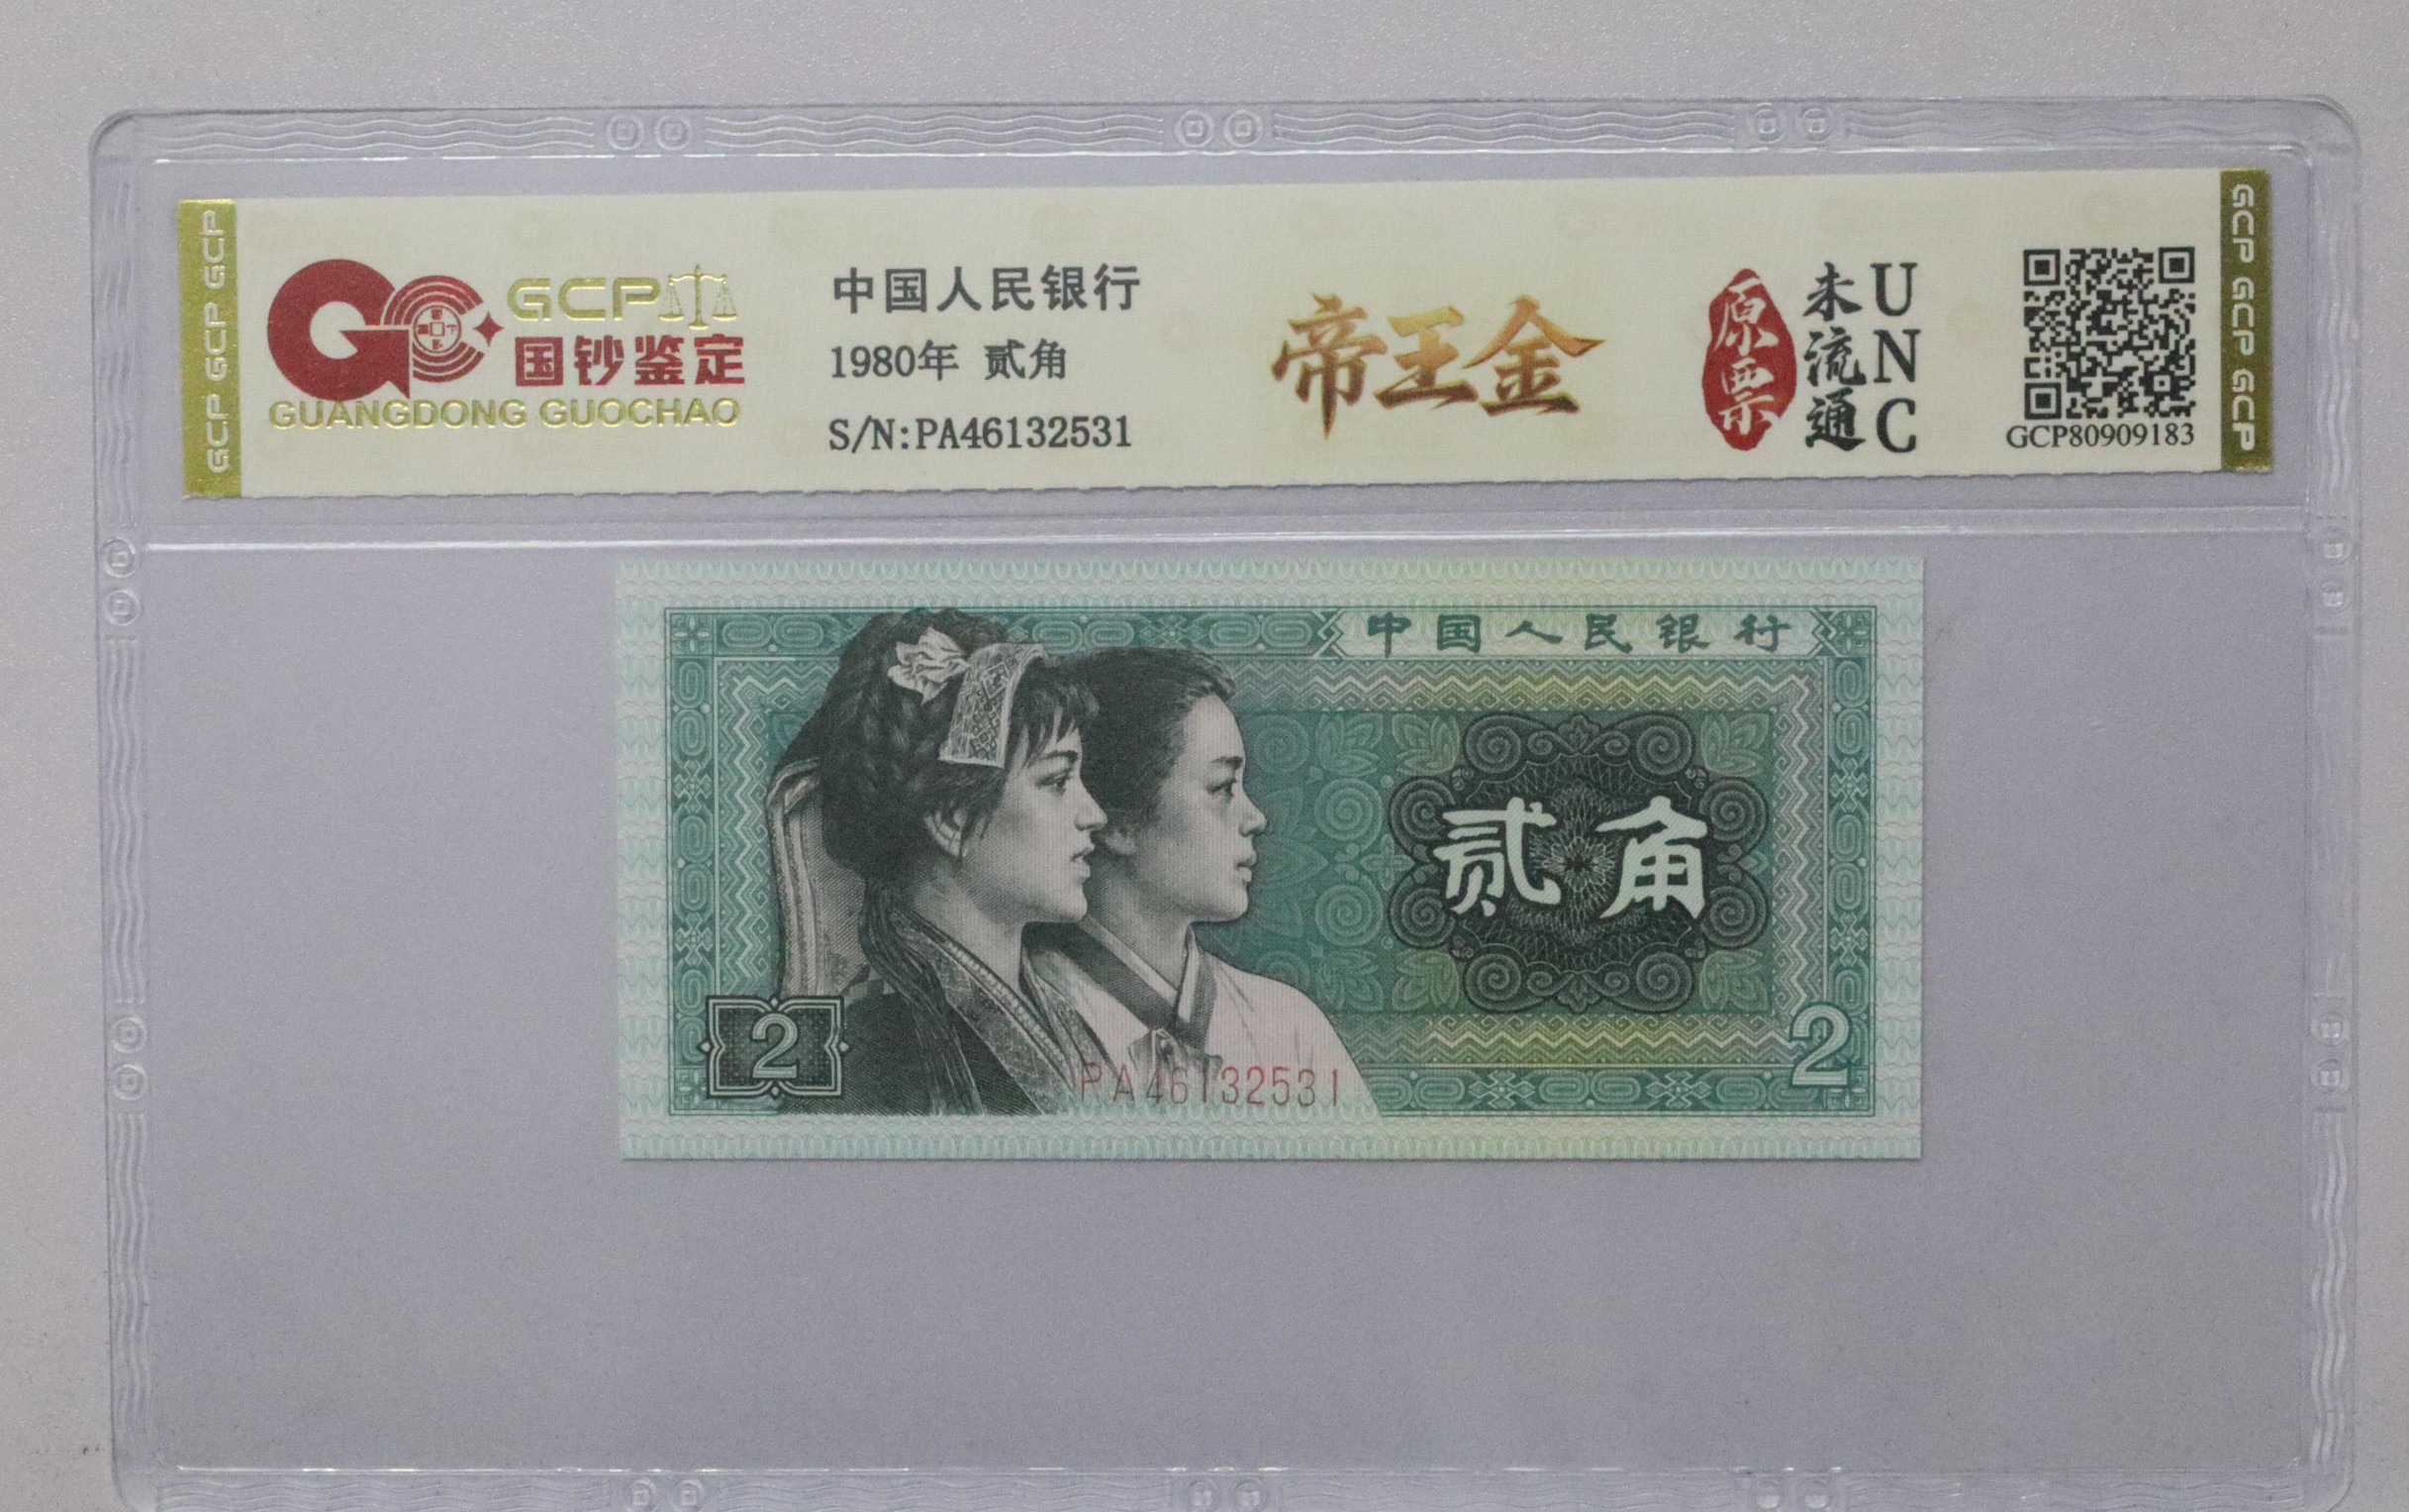 GCP GCP GCP
GCP
国钞鉴定
GUANGDONG GUOCHAO
中国人民银行
1980年 贰角
S/N:PA46132531
帝王金
原票
未流通
UNC
GCP80909183
GCP GCP GCP
中国人民银行
贰角
2
2
PA46132531